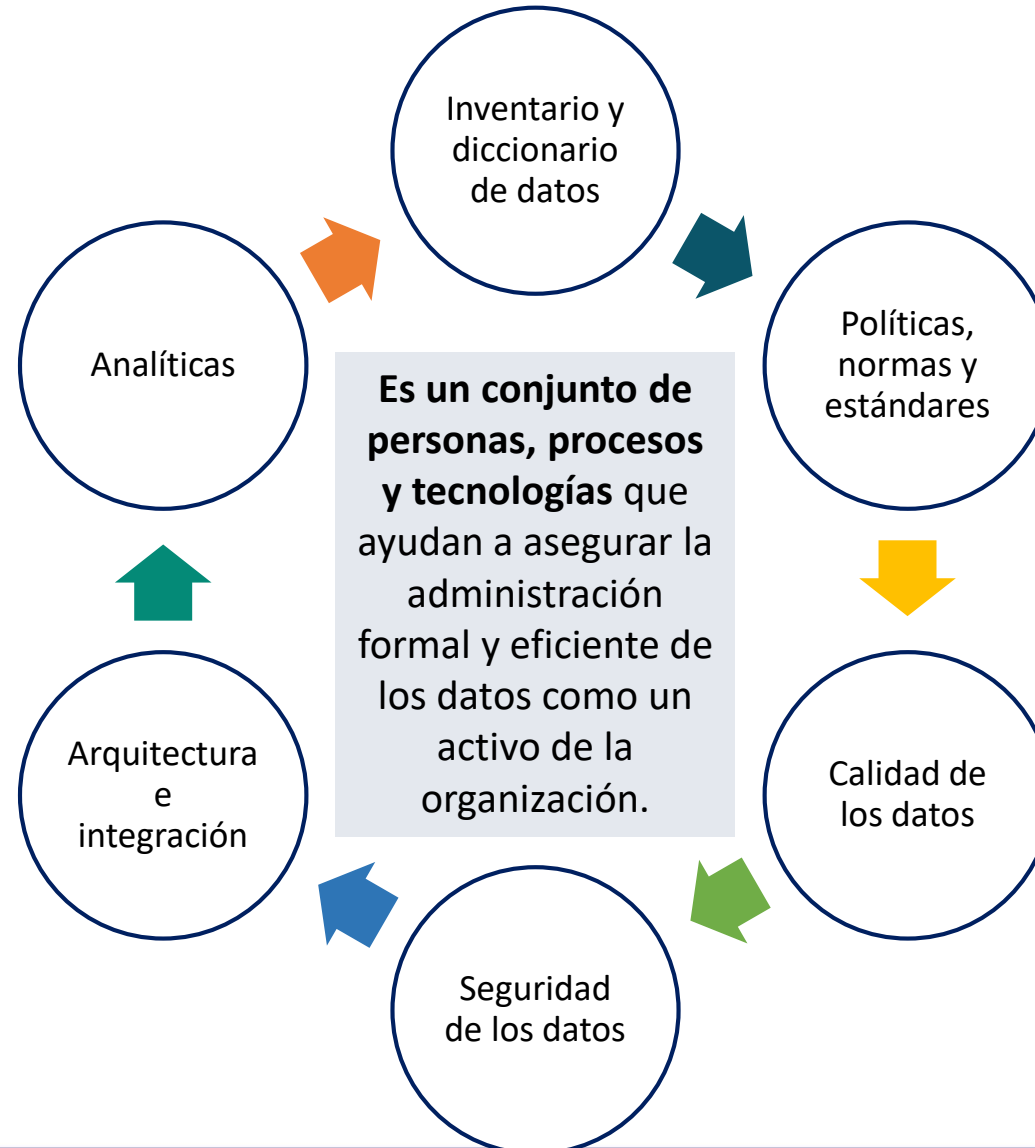 Inventario y
diccionario
de datos
Políticas,
normas y
estándares
Calidad de
los datos
Seguridad
de los datos
Arquitectura
e
integración
Analíticas
Es un conjunto de
personas, procesos
y tecnologías que
ayudan a asegurar la
administración
formal y eficiente de
los datos como un
activo de la
organización.